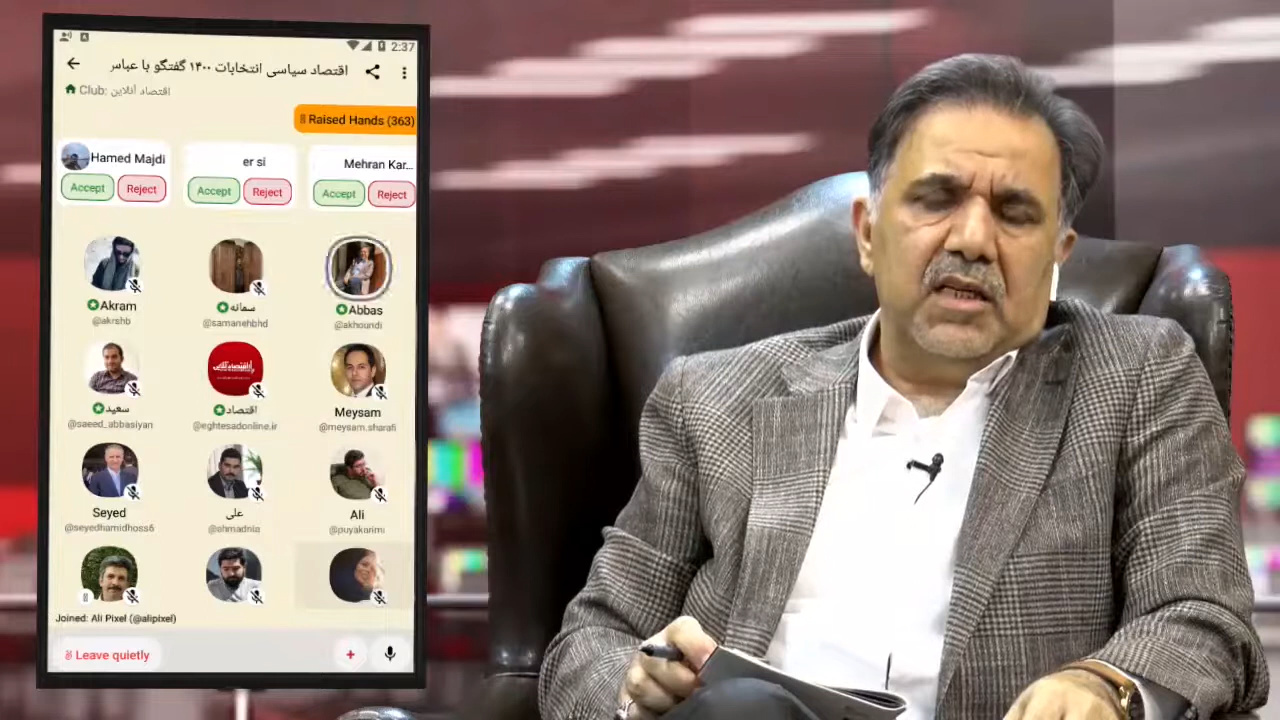 2:37
اقتصاد سیاسی انتخابات ۱۴۰۰ گفتگو با عباس
Club: اقتصاد آنلاین
Raised Hands (363)
Hamed Majdi
er si
Mehran Kar...
Accept Reject
Accept Reject
Accept Reject
Akram
سمانه
Abbas
@akrshb
@samanehbhd
@akhoundi
سعید
اقتصاد
Meysam
@saeed_abbasiyan
@eghtesadonline.ir
@meysam.sharafi
Seyed
علی
Ali
@seyedhamidhoss6
@ahmadnia
@puyakarimi
Joined: Ali Pixel (@alipixel)
Leave quietly